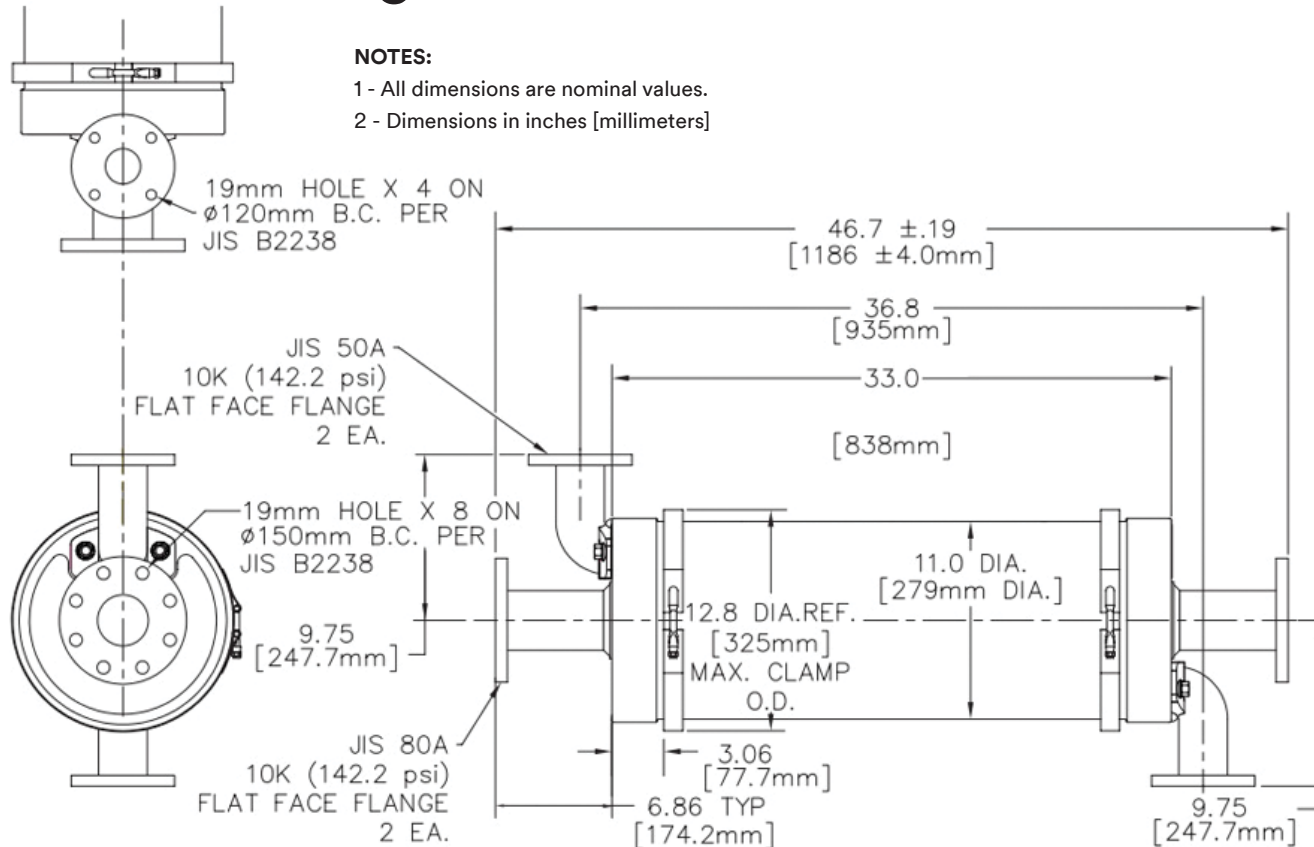 NOTES:
1 - All dimensions are nominal values.
2 - Dimensions in inches [millimeters]
19mm HOLE X 4 ON
⌀120mm B.C. PER
JIS B2238
46.7 ±.19
[1186 ±4.0mm]
36.8
[935mm]
33.0
[838mm]
JIS 50A
10K (142.2 psi)
FLAT FACE FLANGE
2 EA.
19mm HOLE X 8 ON
⌀150mm B.C. PER
JIS B2238
9.75
[247.7mm]
11.0 DIA.
[279mm DIA.]
12.8 DIA.REF.
[325mm]
MAX. CLAMP
O.D.
JIS 80A
10K (142.2 psi)
FLAT FACE FLANGE
2 EA.
3.06
[77.7mm]
6.86 TYP
[174.2mm]
9.75
[247.7mm]